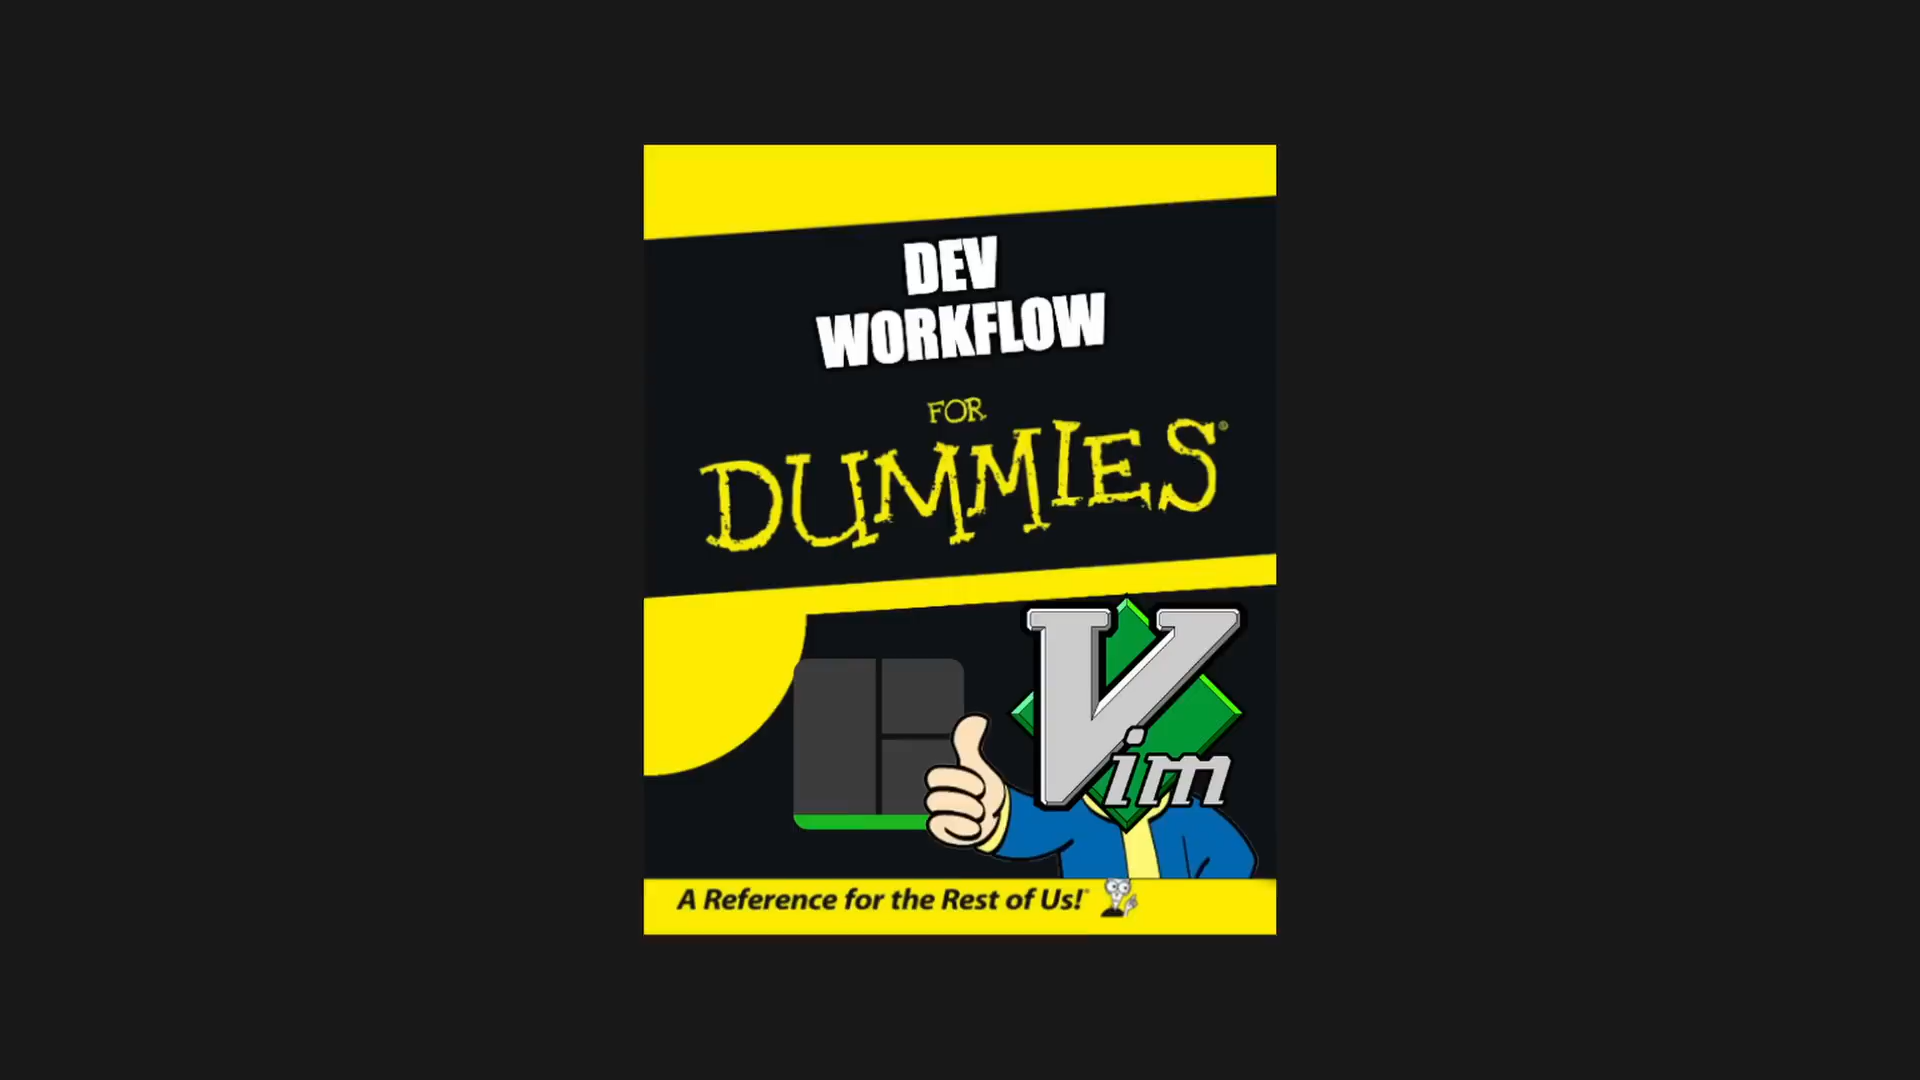 DEV
WORKFLOW
FOR
DUMMIES®
Vim
A Reference for the Rest of Us!